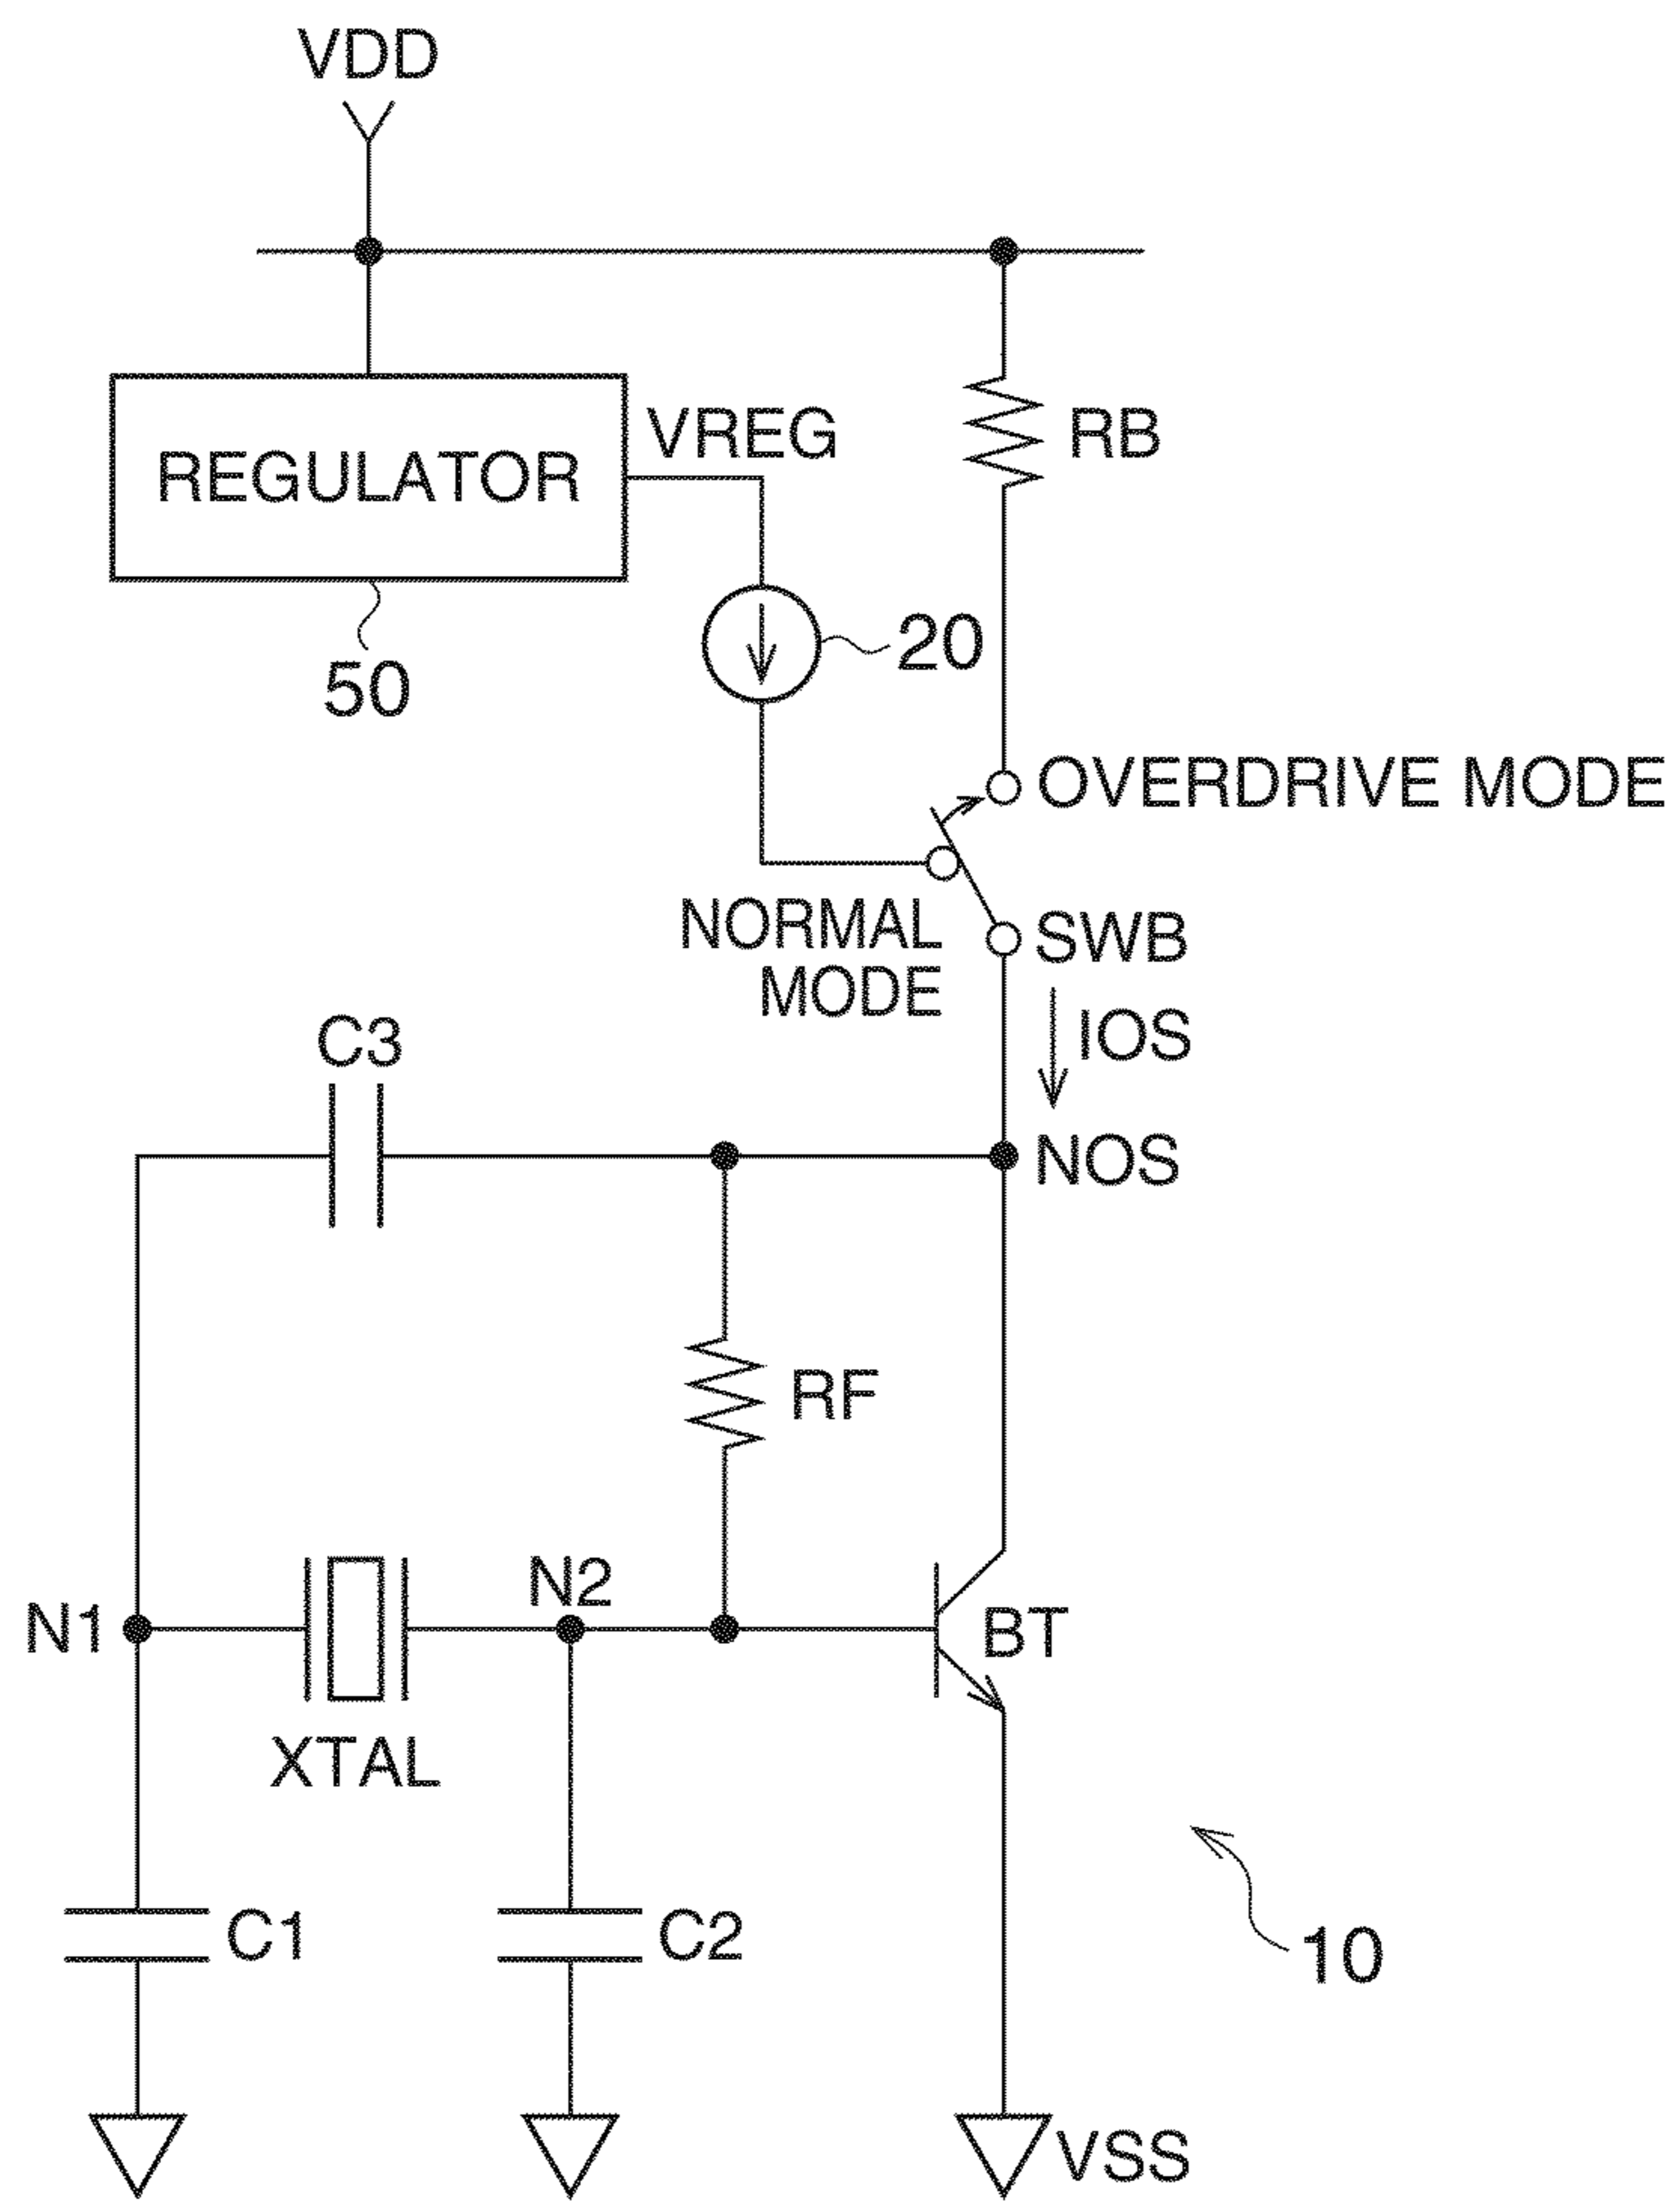 VDD
VREG
RB
REGULATOR
20
50
OVERDRIVE MODE
NORMAL
MODE
SWB
IOS
C3
NOS
RF
N2
N1
BT
XTAL
C1
C2
10
VSS